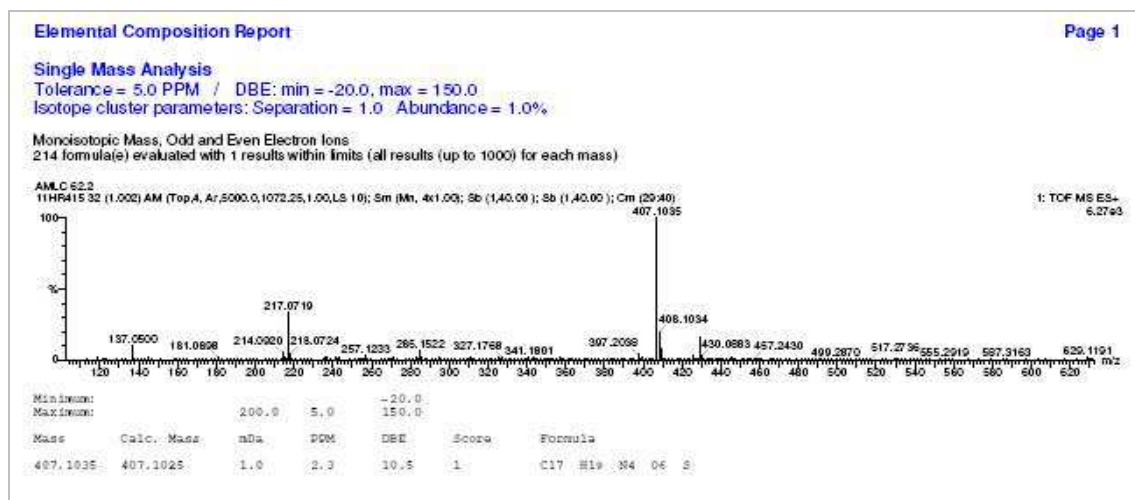 Elemental Composition Report Page 1
Single Mass Analysis
Tolerance = 5.0 PPM / DBE: min = -20.0, max = 150.0
Isotope cluster parameters: Separation = 1.0 Abundance = 1.0%
Monoisotopic Mass, Odd and Even Electron Ions
214 formula(e) evaluated with 1 results within limits (all results (up to 1000) for each mass)
AMLC 62.2
11HR415 32 (1.002) AM (Top,4, Ar,5000.0,1072.25,1.00,LS 10); Sm (Mn, 4x1.00); Sb (1,40.00 ); Sb (1,40.00 ); Cm (29:40) 1: TOF MS ES+
6.27e3
407.1035
100
%
0
217.0719
408.1034
137.0500 181.0898 214.0920 218.0724 257.1233 285.1522 327.1768 341.1801 430.0883 457.2430 499.2870 517.2736 555.2919 587.3163 629.1191
120 140 160 180 200 220 240 260 280 300 320 340 360 380 400 420 440 460 480 500 520 540 560 580 600 620 m/z
Minimum: -20.0
Maximum: 200.0 5.0 150.0
Mass Calc. Mass mDa PPM DBE Score Formula
407.1035 407.1025 1.0 2.3 10.5 1 C17 H19 N4 O6 S